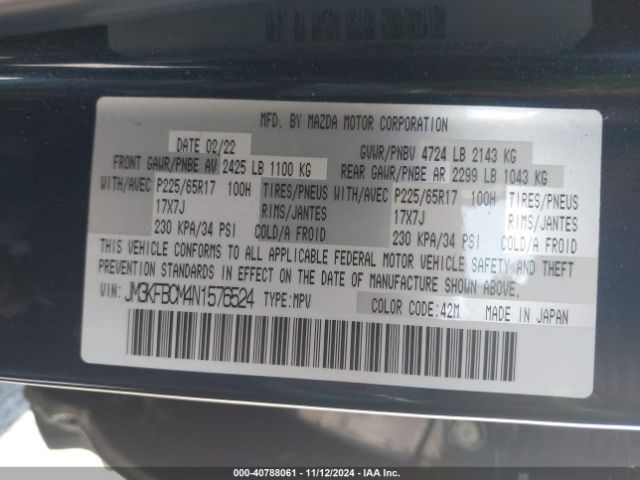 MFD. BY MAZDA MOTOR CORPORATION
DATE 02/22 GVWR/PNBV 4724 LB 2143 KG
FRONT GAWR/PNBE AV 2425 LB 1100 KG REAR GAWR/PNBE AR 2299 LB 1043 KG
WITH/AVEC P225/65R17 100H TIRES/PNEUS WITH/AVEC P225/65R17 100H TIRES/PNEUS
17X7J RIMS/JANTES 17X7J RIMS/JANTES
230 KPA/34 PSI COLD/A FROID 230 KPA/34 PSI COLD/A FROID
THIS VEHICLE CONFORMS TO ALL APPLICABLE FEDERAL MOTOR VEHICLE SAFETY AND THEFT
PREVENTION STANDARDS IN EFFECT ON THE DATE OF MANUFACTURE SHOWN ABOVE.
VIN: JM3KFBCM4N1576524 TYPE:MPV COLOR CODE:42M MADE IN JAPAN
000-40788061 - 11/12/2024 - IAA Inc.